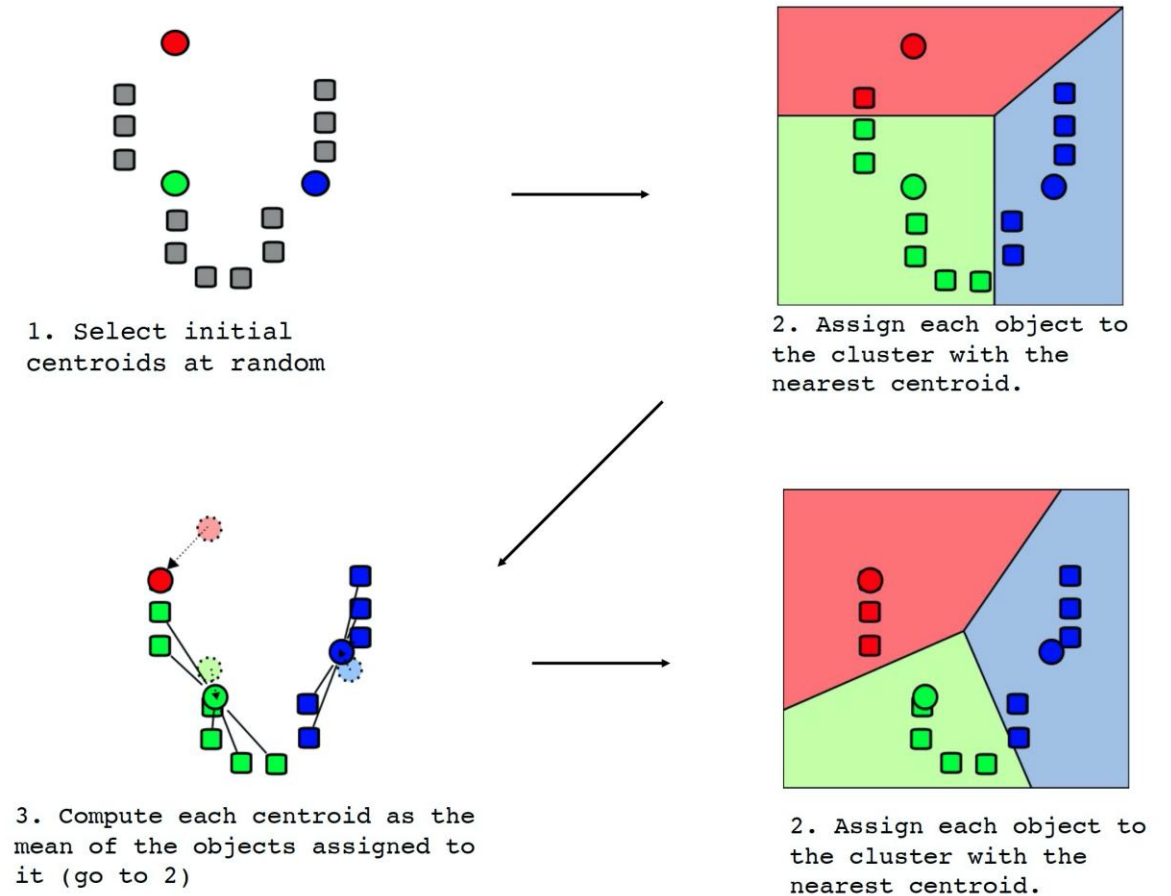 1. Select initial
centroids at random
2. Assign each object to
the cluster with the
nearest centroid.
3. Compute each centroid as the
mean of the objects assigned to
it (go to 2)
2. Assign each object to
the cluster with the
nearest centroid.